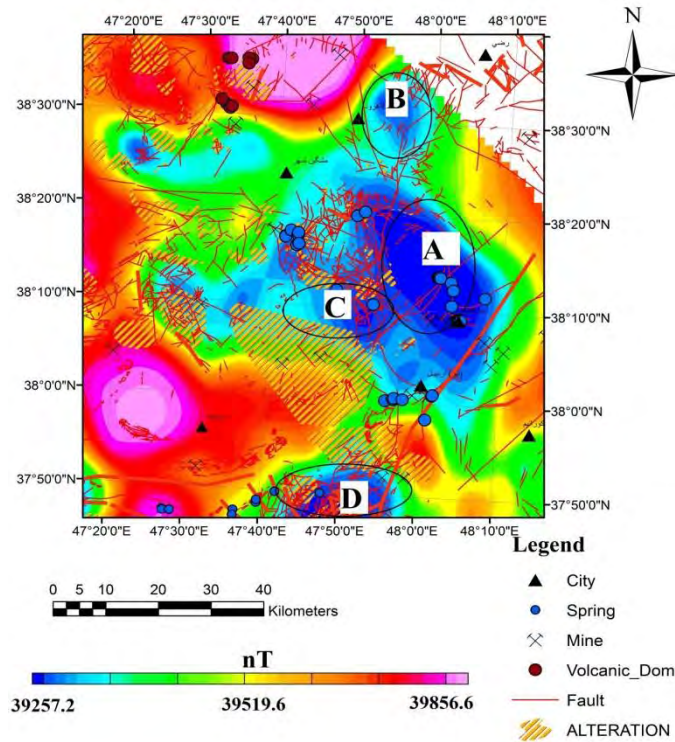 47°20'0"E 47°30'0"E 47°40'0"E 47°50'0"E 48°0'0"E 48°10'0"E
N
رضي
38°30'0"N
B
38°30'0"N
38°20'0"N
38°20'0"N
A
38°10'0"N
C
38°10'0"N
38°0'0"N
38°0'0"N
37°50'0"N
D
37°50'0"N
47°20'0"E 47°30'0"E 47°40'0"E 47°50'0"E 48°0'0"E 48°10'0"E
Legend
City
Spring
Mine
Volcanic_Dom
Fault
ALTERATION
0 5 10 20 30 40
Kilometers
nT
39257.2 39519.6 39856.6